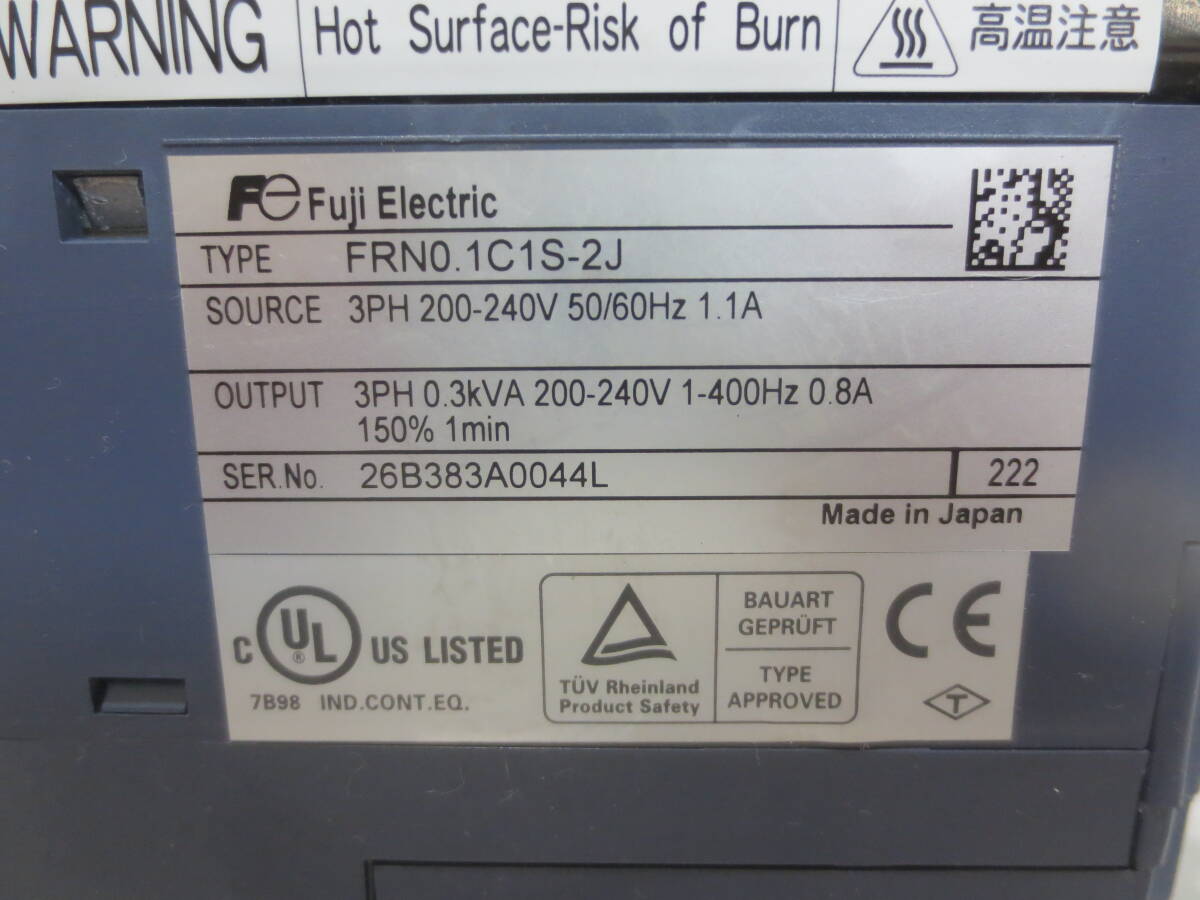 WARNING Hot Surface-Risk of Burn 高温注意
Fe Fuji Electric
TYPE FRN0.1C1S-2J
SOURCE 3PH 200-240V 50/60Hz 1.1A
OUTPUT 3PH 0.3kVA 200-240V 1-400Hz 0.8A
150% 1min
SER.No. 26B383A0044L 222
Made in Japan
C UL ® US LISTED
7B98 IND.CONT.EQ.
TÜV Rheinland
Product Safety
BAUART
GEPRÜFT
TYPE
APPROVED
CE
T